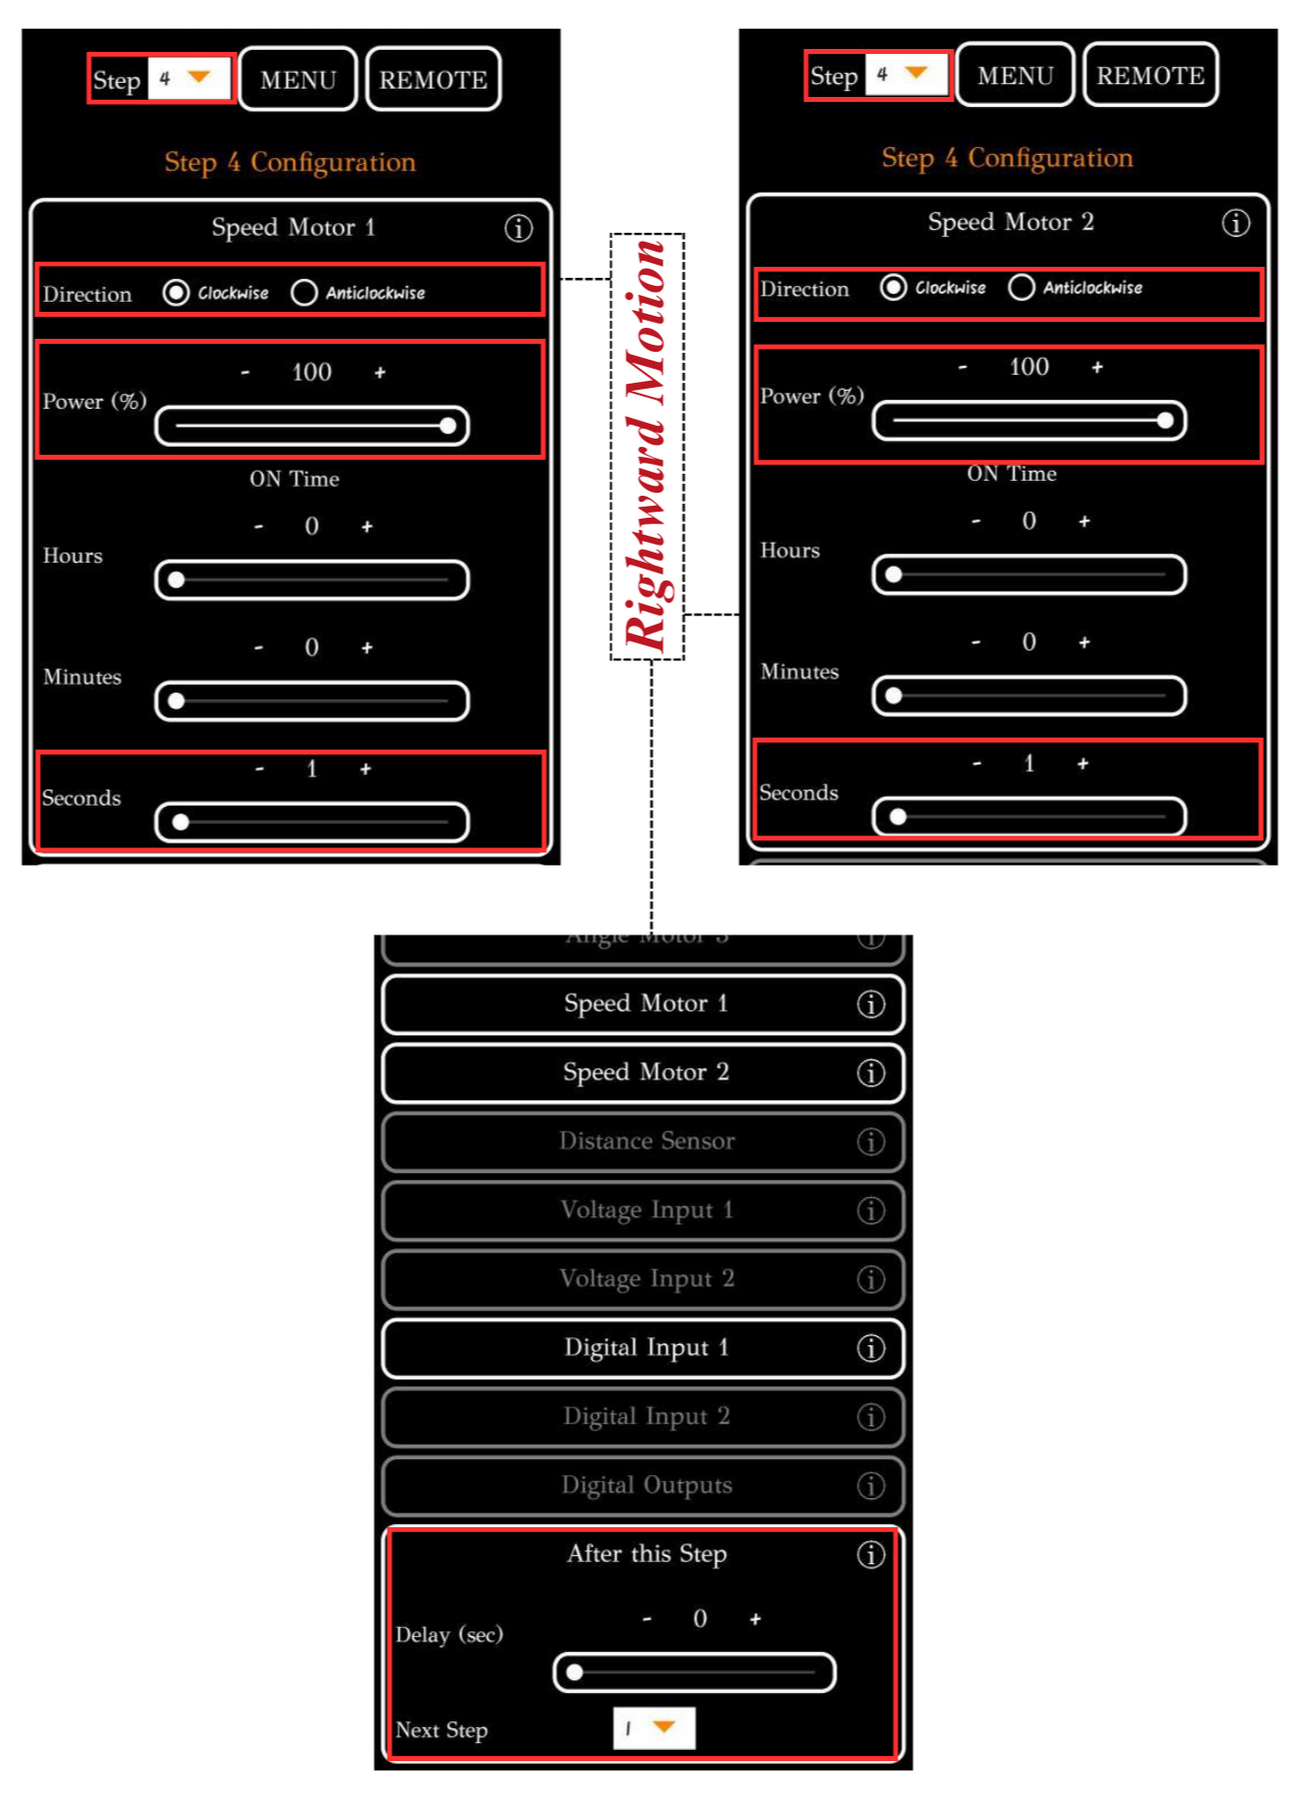 Step 4 MENU REMOTE
Step 4 Configuration
Speed Motor 1
Direction Clockwise Anticlockwise
- 100 +
Power (%)
ON Time
- 0 +
Hours
- 0 +
Minutes
- 1 +
Seconds
Rightward Motion
Step 4 MENU REMOTE
Step 4 Configuration
Speed Motor 2
Direction Clockwise Anticlockwise
- 100 +
Power (%)
ON Time
- 0 +
Hours
- 0 +
Minutes
- 1 +
Seconds
Angle Motor 3
Speed Motor 1
Speed Motor 2
Distance Sensor
Voltage Input 1
Voltage Input 2
Digital Input 1
Digital Input 2
Digital Outputs
After this Step
- 0 +
Delay (sec)
Next Step 1